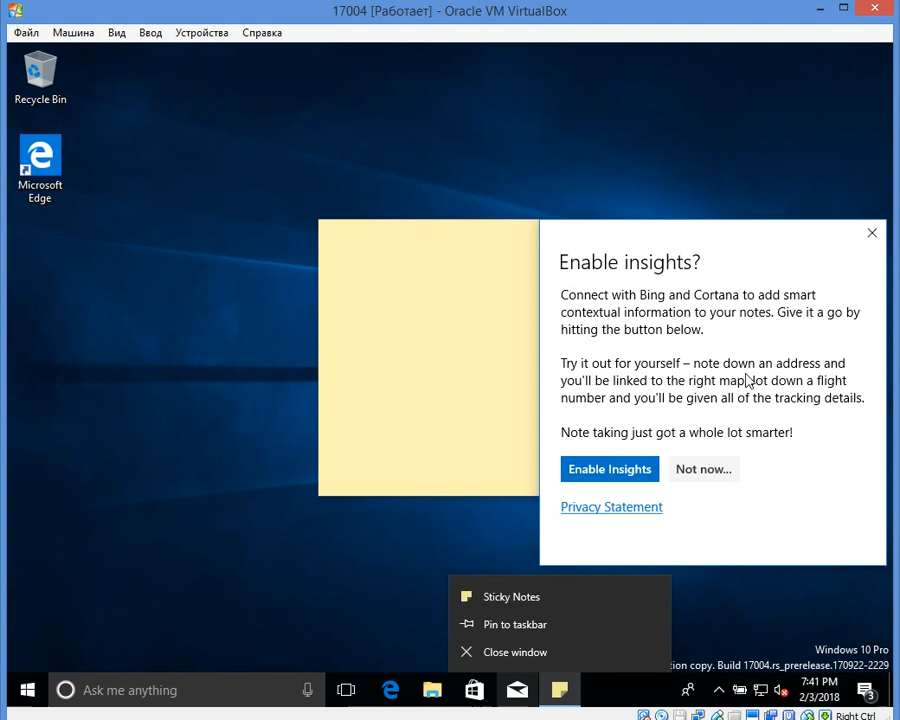 17004 [Работает] - Oracle VM VirtualBox
Файл Машина Вид Ввод Устройства Справка
Recycle Bin
Microsoft
Edge
Enable insights?
Connect with Bing and Cortana to add smart
contextual information to your notes. Give it a go by
hitting the button below.
Try it out for yourself – note down an address and
you'll be linked to the right map. Jot down a flight
number and you'll be given all of the tracking details.
Note taking just got a whole lot smarter!
Enable Insights Not now...
Privacy Statement
Sticky Notes
Pin to taskbar
Close window
Windows 10 Pro
copy. Build 17004.rs_prerelease.170922-2229
Ask me anything
7:41 PM
2/3/2018
3
Right Ctrl